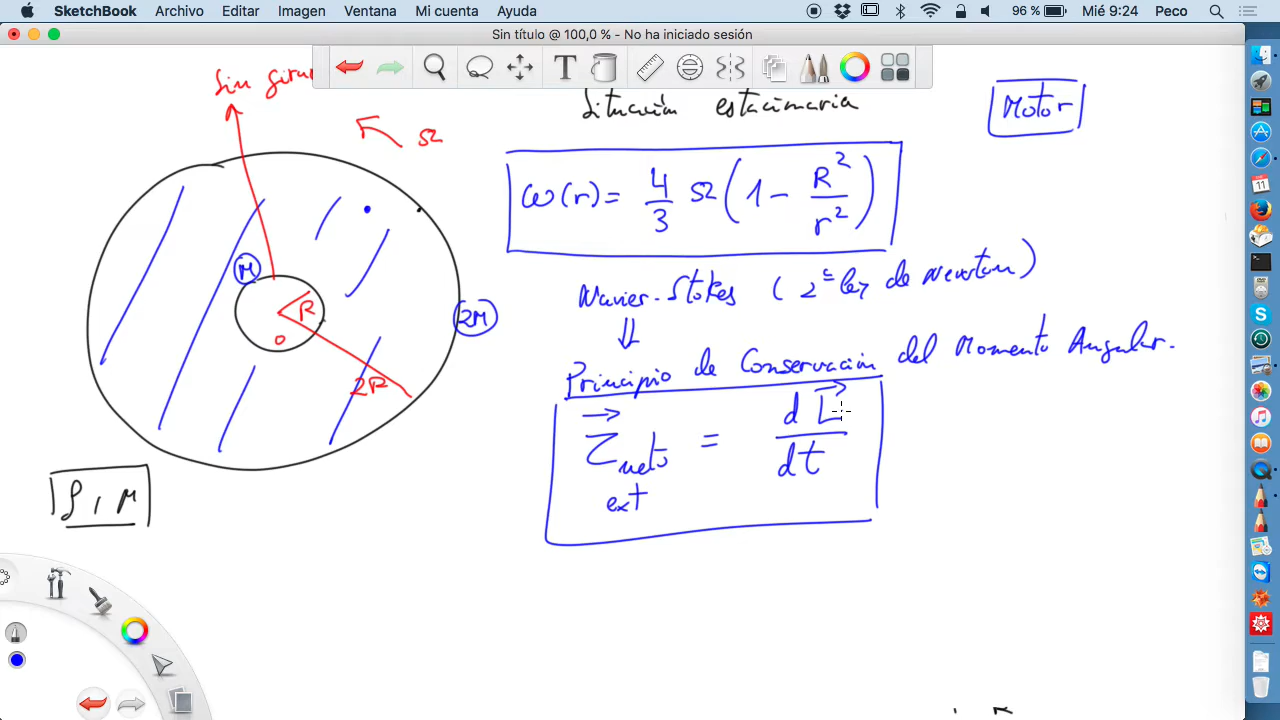 SketchBook Archivo Editar Imagen Ventana Mi cuenta Ayuda 96 % Mié 9:24 Peco
Sin título @ 100,0 % - No ha iniciado sesión
Sin
Situación estacionaria
Motor
Ω
ω(r) = 4/3 Ω (1 - R²/r²)
M
R
O
2R
2M
Navier-Stokes (2ª ley de Newton)
⇓
Principio de Conservación del Momento Angular.
τ⃗ neto ext = dL⃗/dt
ρ, M